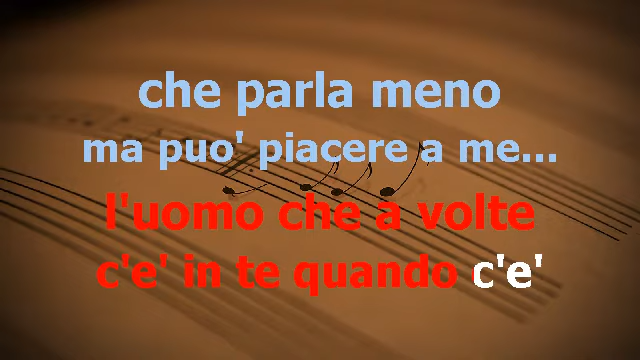 che parla meno
ma puo' piacere a me...
l'uomo che a volte
c'e' in te quando c'e'